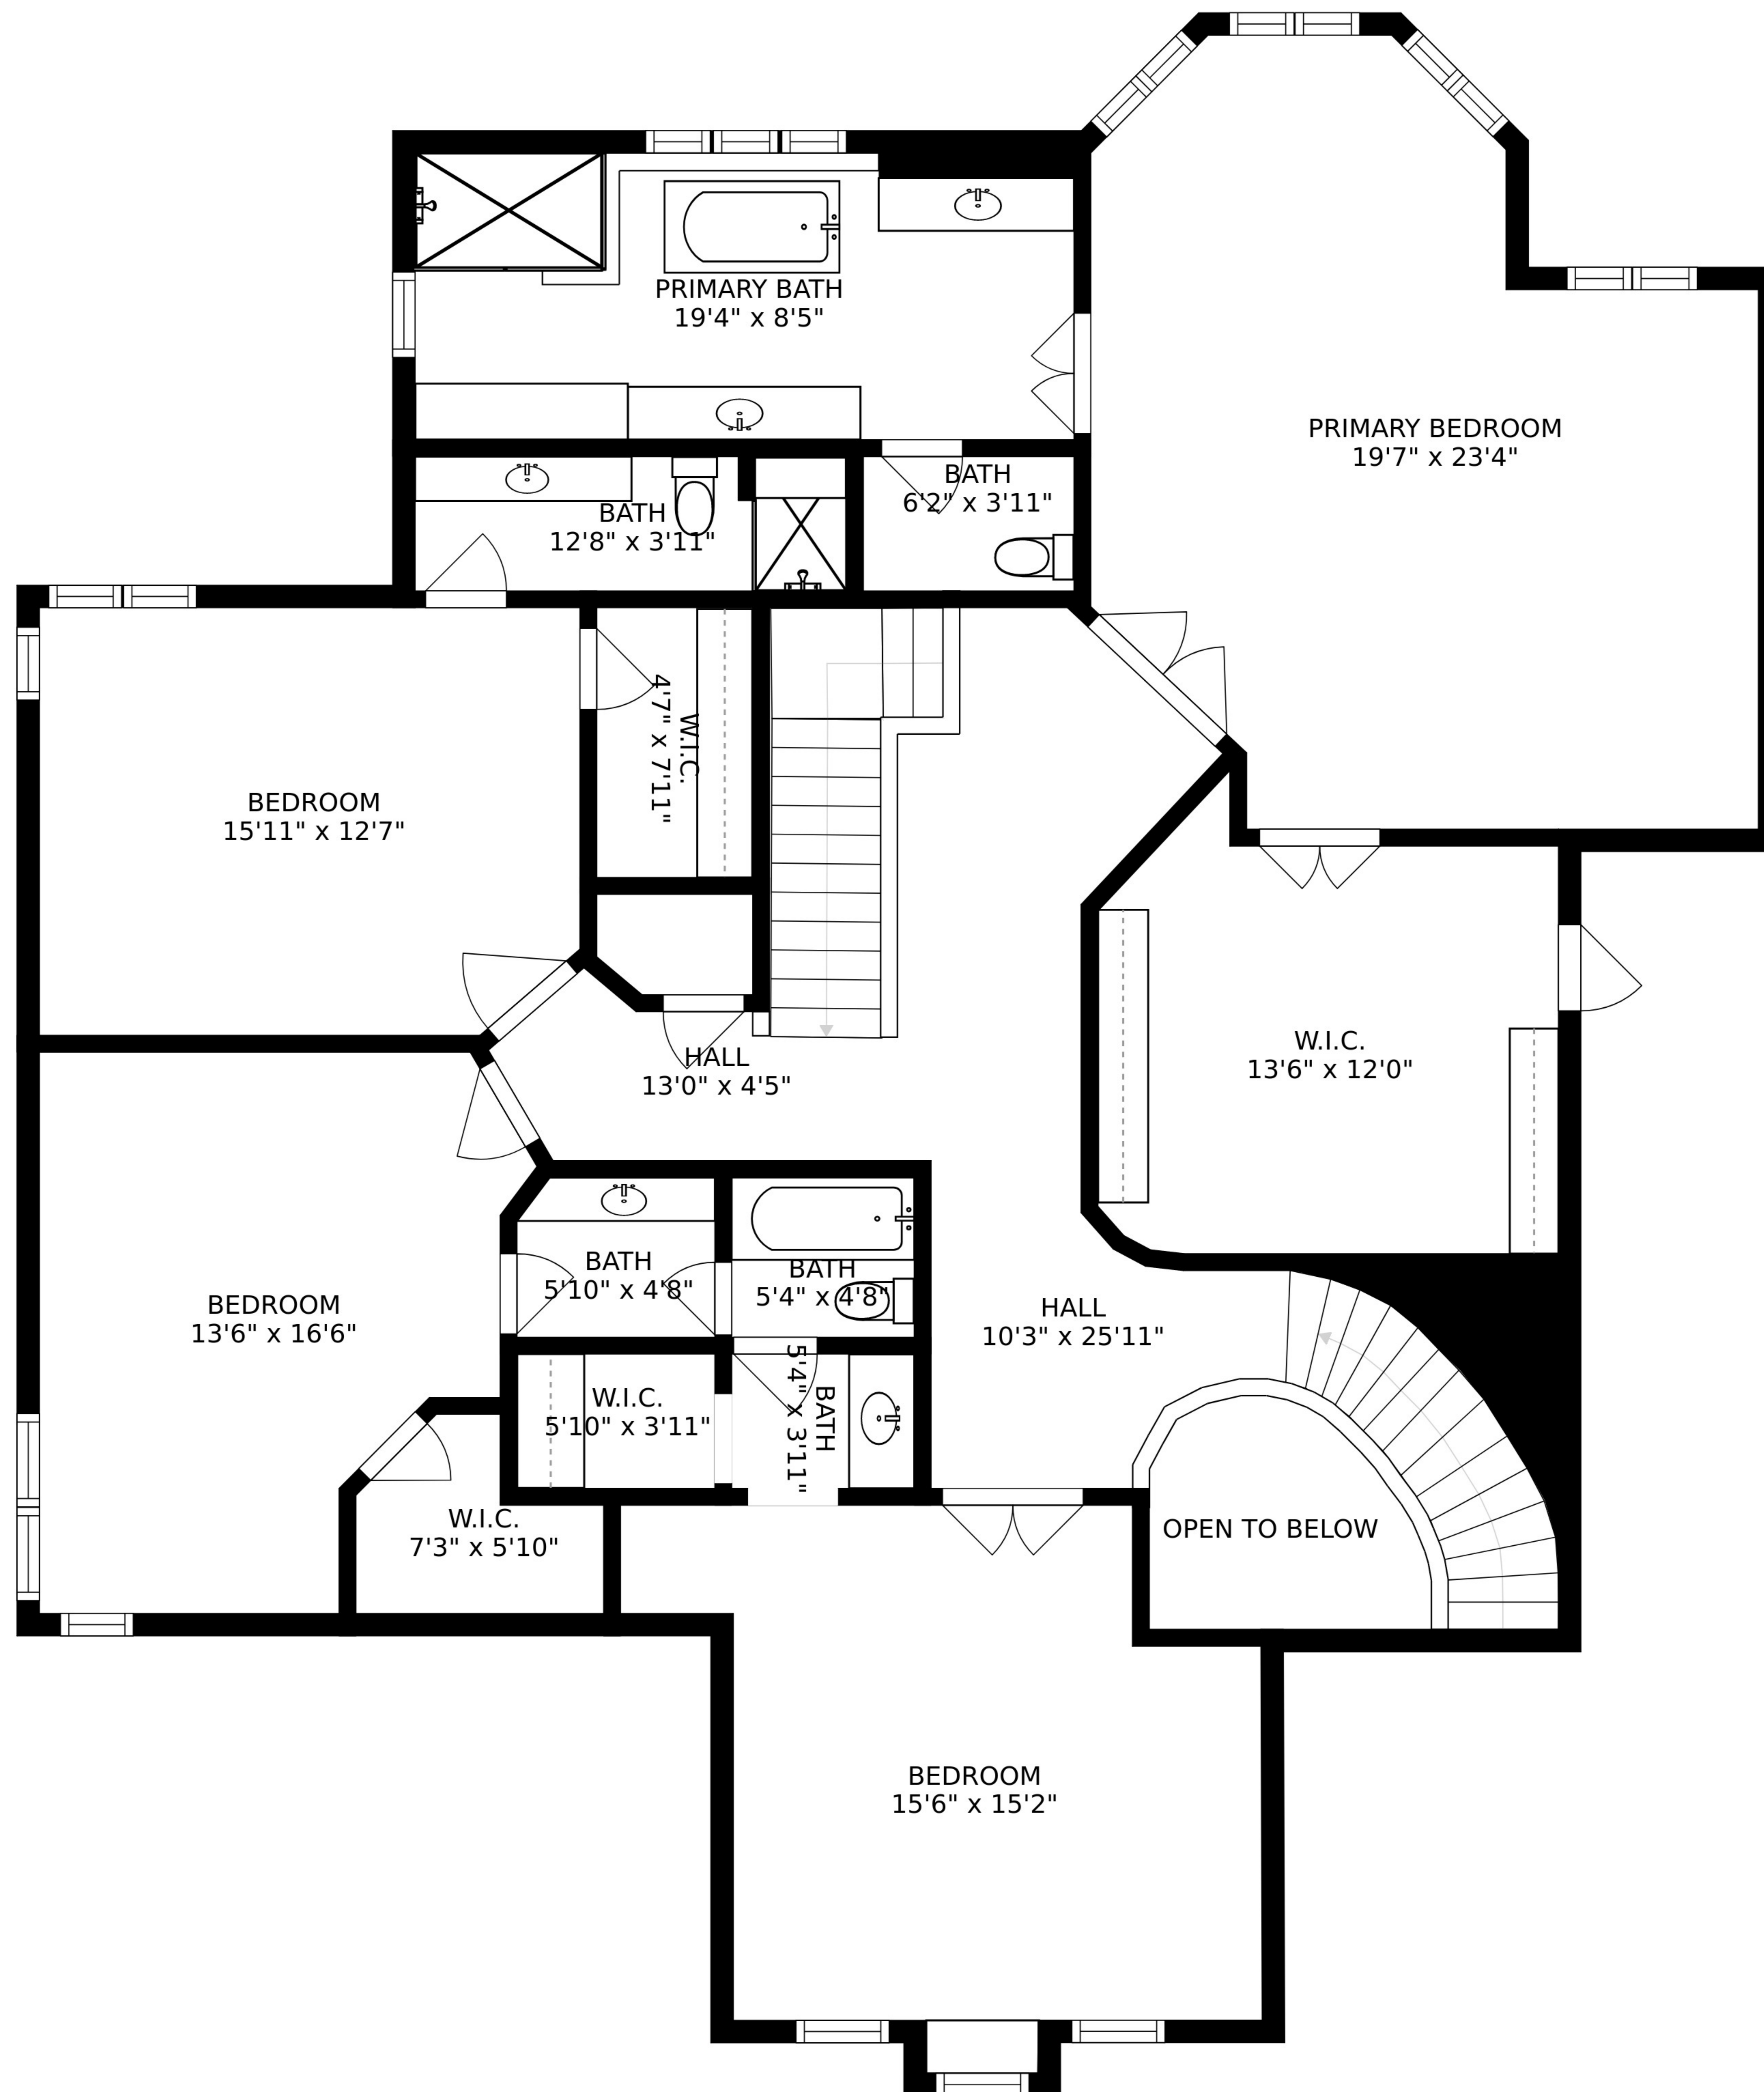 PRIMARY BATH
19'4" x 8'5"
PRIMARY BEDROOM
19'7" x 23'4"
BATH
6'2" x 3'11"
BATH
12'8" x 3'11"
W.I.C.
4'7" x 7'11"
BEDROOM
15'11" x 12'7"
HALL
13'0" x 4'5"
W.I.C.
13'6" x 12'0"
BATH
5'10" x 4'8"
BATH
5'4" x 4'8"
BEDROOM
13'6" x 16'6"
HALL
10'3" x 25'11"
W.I.C.
5'10" x 3'11"
BATH
5'4" x 3'11"
W.I.C.
7'3" x 5'10"
OPEN TO BELOW
BEDROOM
15'6" x 15'2"